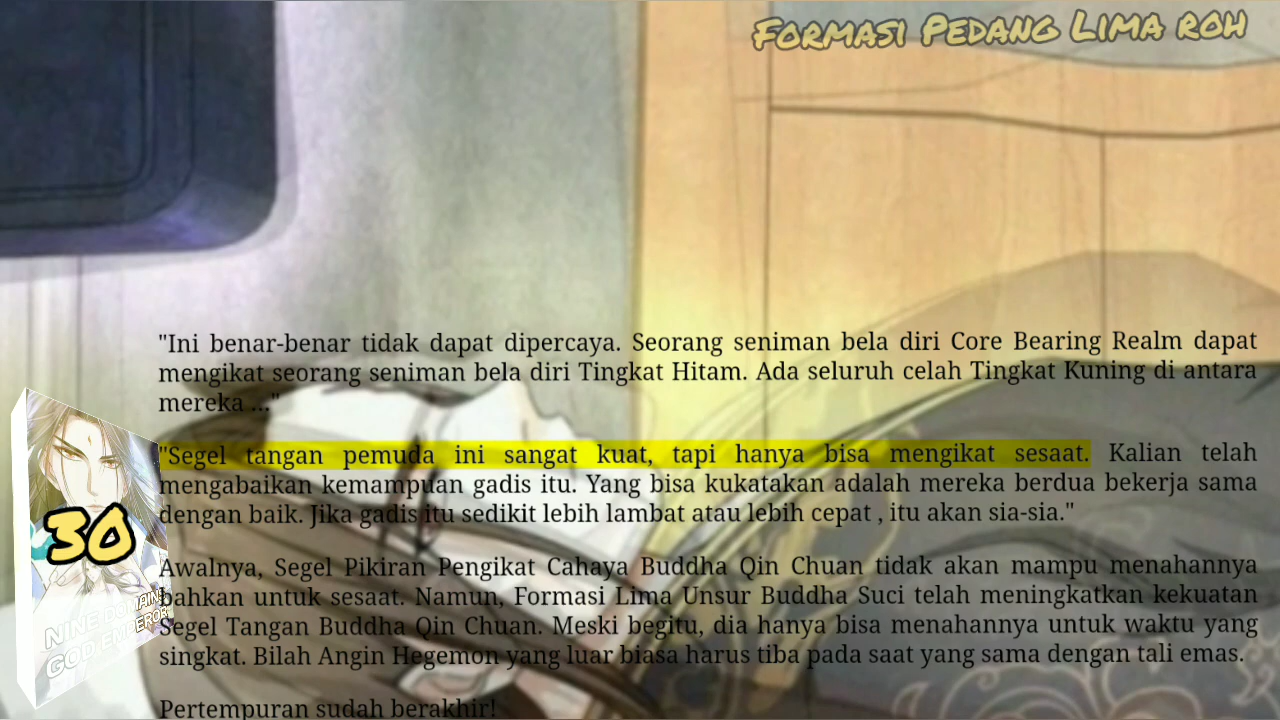 Formasi Pedang Lima roh
"Ini benar-benar tidak dapat dipercaya. Seorang seniman bela diri Core Bearing Realm dapat
mengikat seorang seniman bela diri Tingkat Hitam. Ada seluruh celah Tingkat Kuning di antara
mereka ..."
"Segel tangan pemuda ini sangat kuat, tapi hanya bisa mengikat sesaat. Kalian telah
mengabaikan kemampuan gadis itu. Yang bisa kukatakan adalah mereka berdua bekerja sama
dengan baik. Jika gadis itu sedikit lebih lambat atau lebih cepat , itu akan sia-sia."
Awalnya, Segel Pikiran Pengikat Cahaya Buddha Qin Chuan tidak akan mampu menahannya
bahkan untuk sesaat. Namun, Formasi Lima Unsur Buddha Suci telah meningkatkan kekuatan
Segel Tangan Buddha Qin Chuan. Meski begitu, dia hanya bisa menahannya untuk waktu yang
singkat. Bilah Angin Hegemon yang luar biasa harus tiba pada saat yang sama dengan tali emas.
Pertempuran sudah berakhir!
30
NINE DOMAIN
GOD EMPEROR